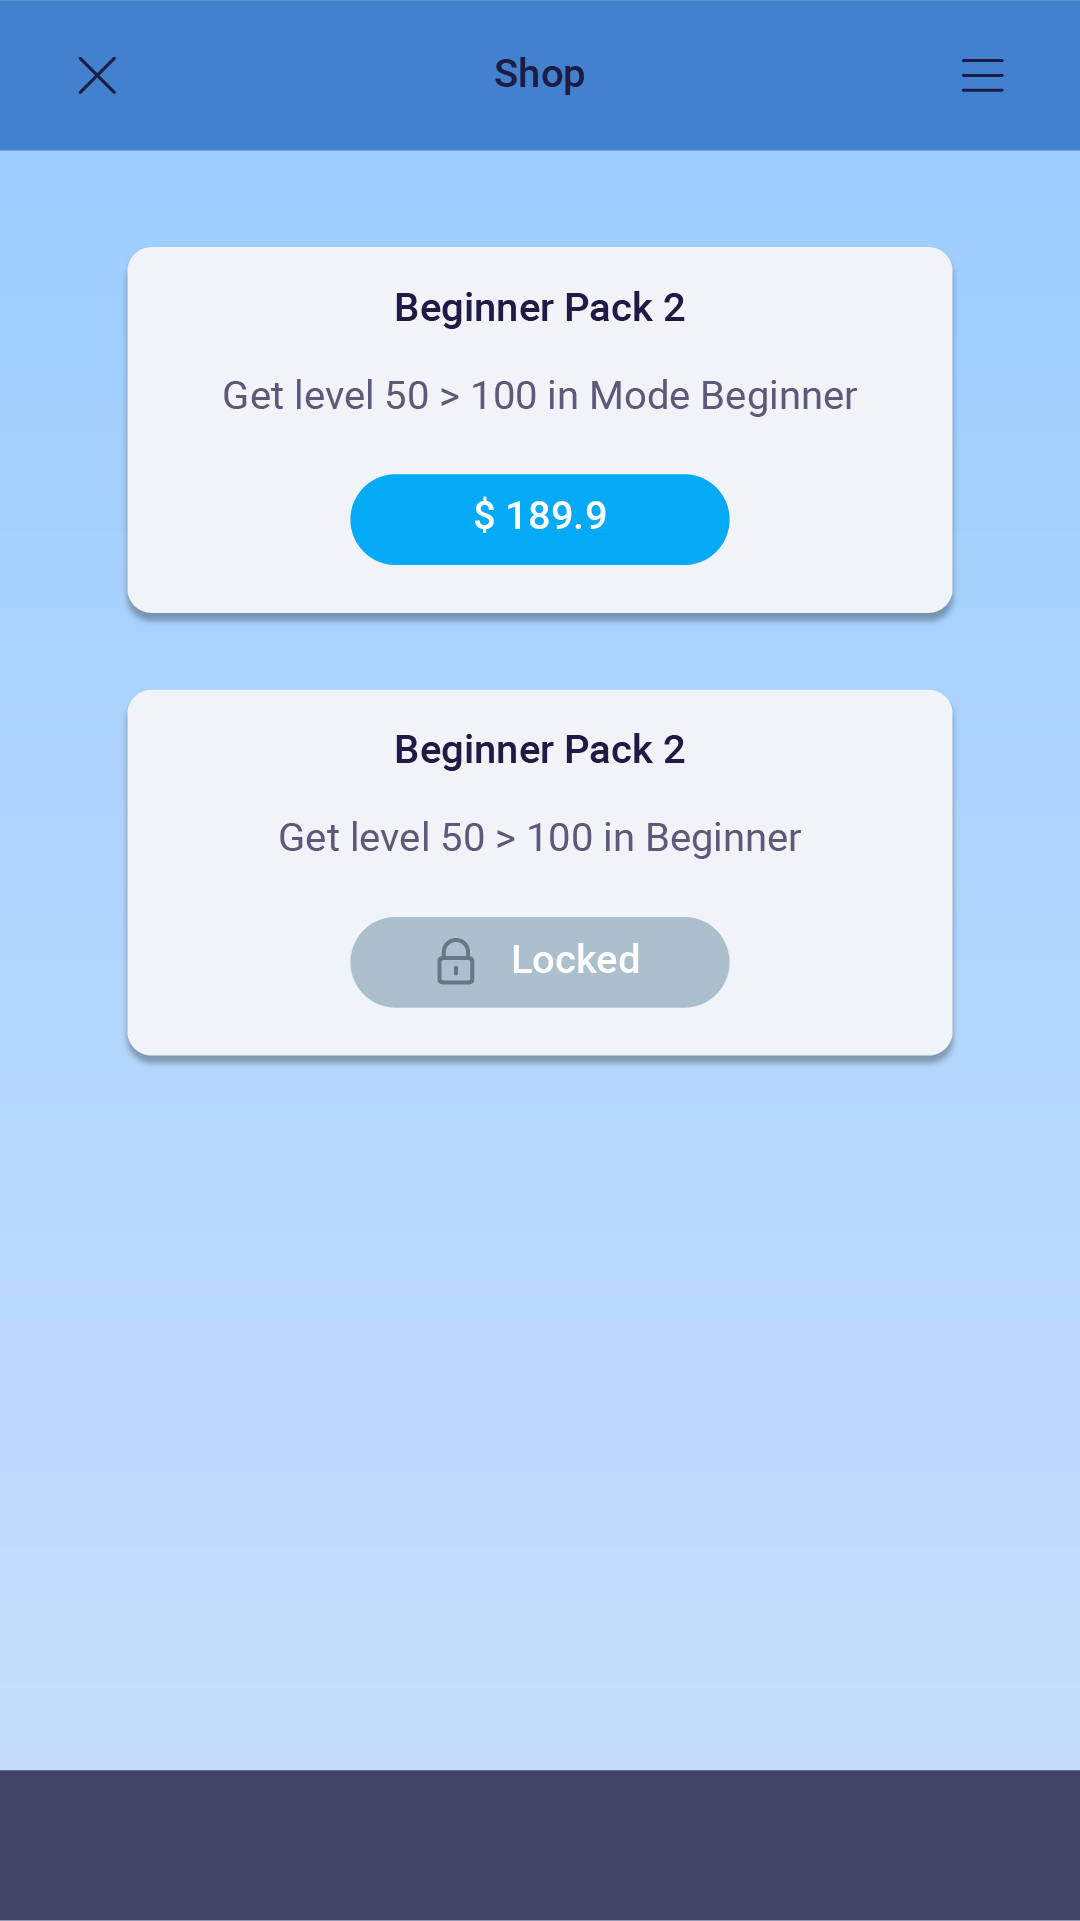 Shop
Beginner Pack 2
Get level 50 > 100 in Mode Beginner
$ 189.9
Beginner Pack 2
Get level 50 > 100 in Beginner
Locked